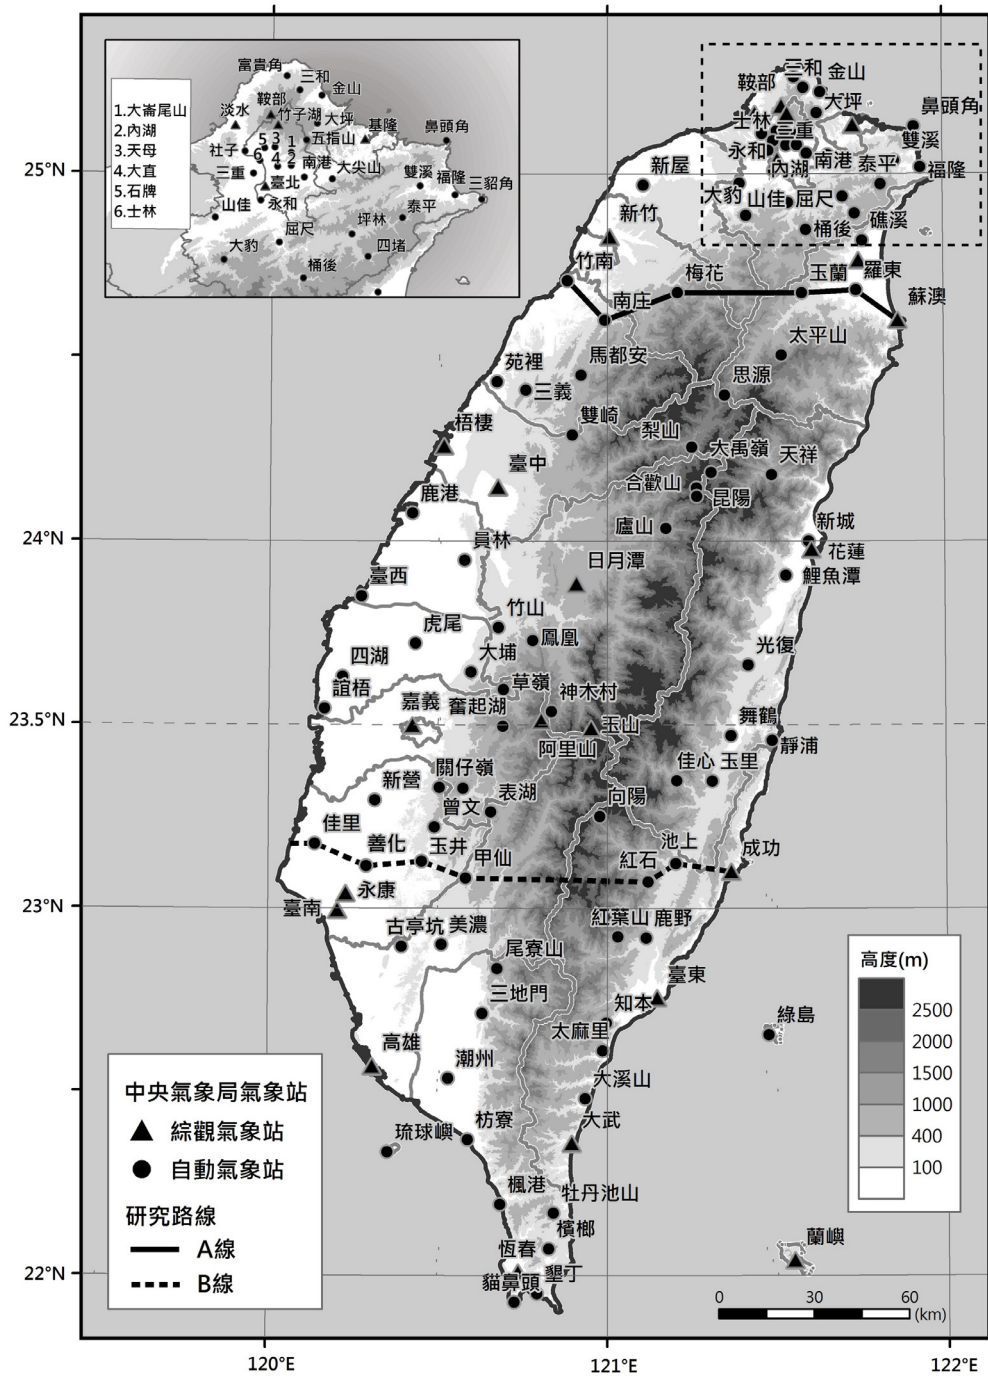 富貴角
三和
金山
鞍部
竹子湖
淡水
大坪
基隆
鼻頭角
五指山
社子
5 3 1
6 4 2
南港
大尖山
三重
臺北
雙溪
福隆
三貂角
山佳
永和
坪林
泰平
屈尺
大豹
四堵
桶後
1.大崙尾山
2.內湖
3.天母
4.大直
5.石牌
6.士林
三和
金山
鞍部
大坪
鼻頭角
士林
三重
雙溪
永和
內湖
南港
泰平
福隆
新屋
大豹
山佳
屈尺
礁溪
新竹
桶後
竹南
梅花
玉蘭
羅東
南庄
蘇澳
太平山
苑裡
馬都安
三義
思源
雙崎
梧棲
梨山
大禹嶺
臺中
天祥
合歡山
昆陽
鹿港
廬山
新城
員林
花蓮
日月潭
鯉魚潭
臺西
竹山
虎尾
鳳凰
光復
四湖
大埔
草嶺
神木村
誼梧
嘉義
奮起湖
舞鶴
玉山
阿里山
靜浦
關仔嶺
佳心
玉里
新營
表湖
向陽
曾文
佳里
善化
玉井
甲仙
池上
紅石
成功
永康
臺南
紅葉山
鹿野
古亭坑
美濃
尾寮山
臺東
三地門
知本
綠島
太麻里
高雄
潮州
大溪山
枋寮
大武
琉球嶼
楓港
牡丹池山
檳榔
恆春
蘭嶼
貓鼻頭
墾丁
25°N
24°N
23.5°N
23°N
22°N
120°E
121°E
122°E
高度(m)
2500
2000
1500
1000
400
100
中央氣象局氣象站
綜觀氣象站
自動氣象站
研究路線
A線
B線
0 30 60
(km)